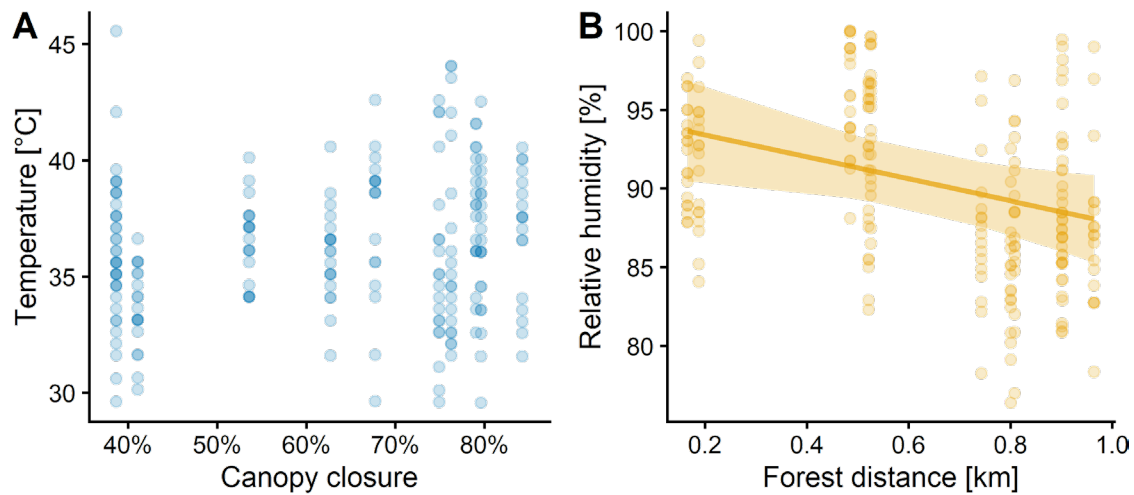 A
Temperature [°C]
45
40
35
30
40% 50% 60% 70% 80%
Canopy closure
B
Relative humidity [%]
100
95
90
85
80
0.2 0.4 0.6 0.8 1.0
Forest distance [km]